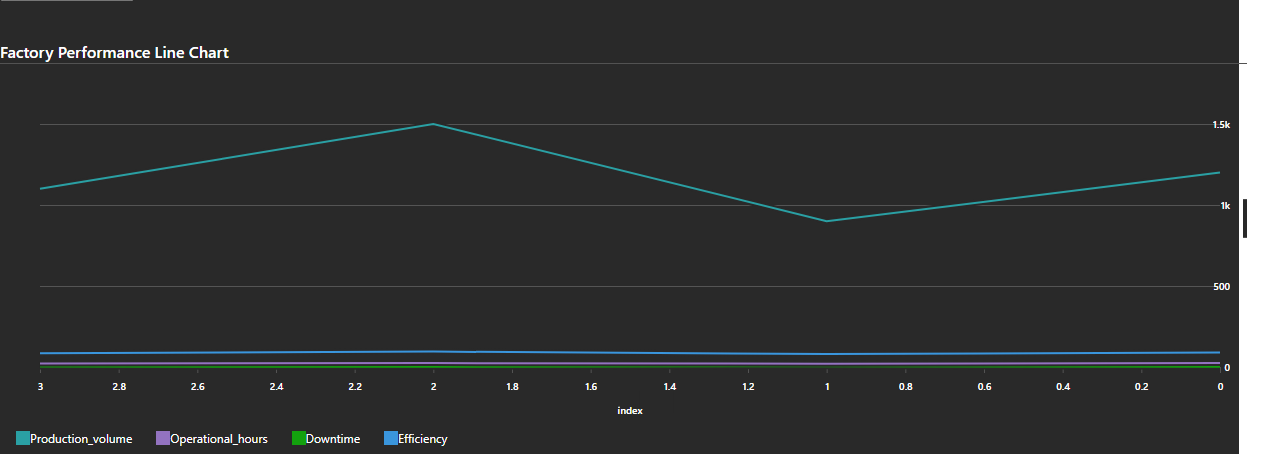 Factory Performance Line Chart
1.5k
1k
500
0
3 2.8 2.6 2.4 2.2 2 1.8 1.6 1.4 1.2 1 0.8 0.6 0.4 0.2 0
index
Production_volume Operational_hours Downtime Efficiency